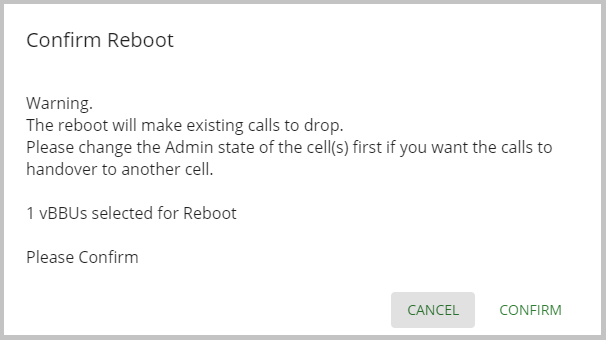 Confirm Reboot
Warning.
The reboot will make existing calls to drop.
Please change the Admin state of the cell(s) first if you want the calls to
handover to another cell.
1 vBBUs selected for Reboot
Please Confirm
CANCEL CONFIRM